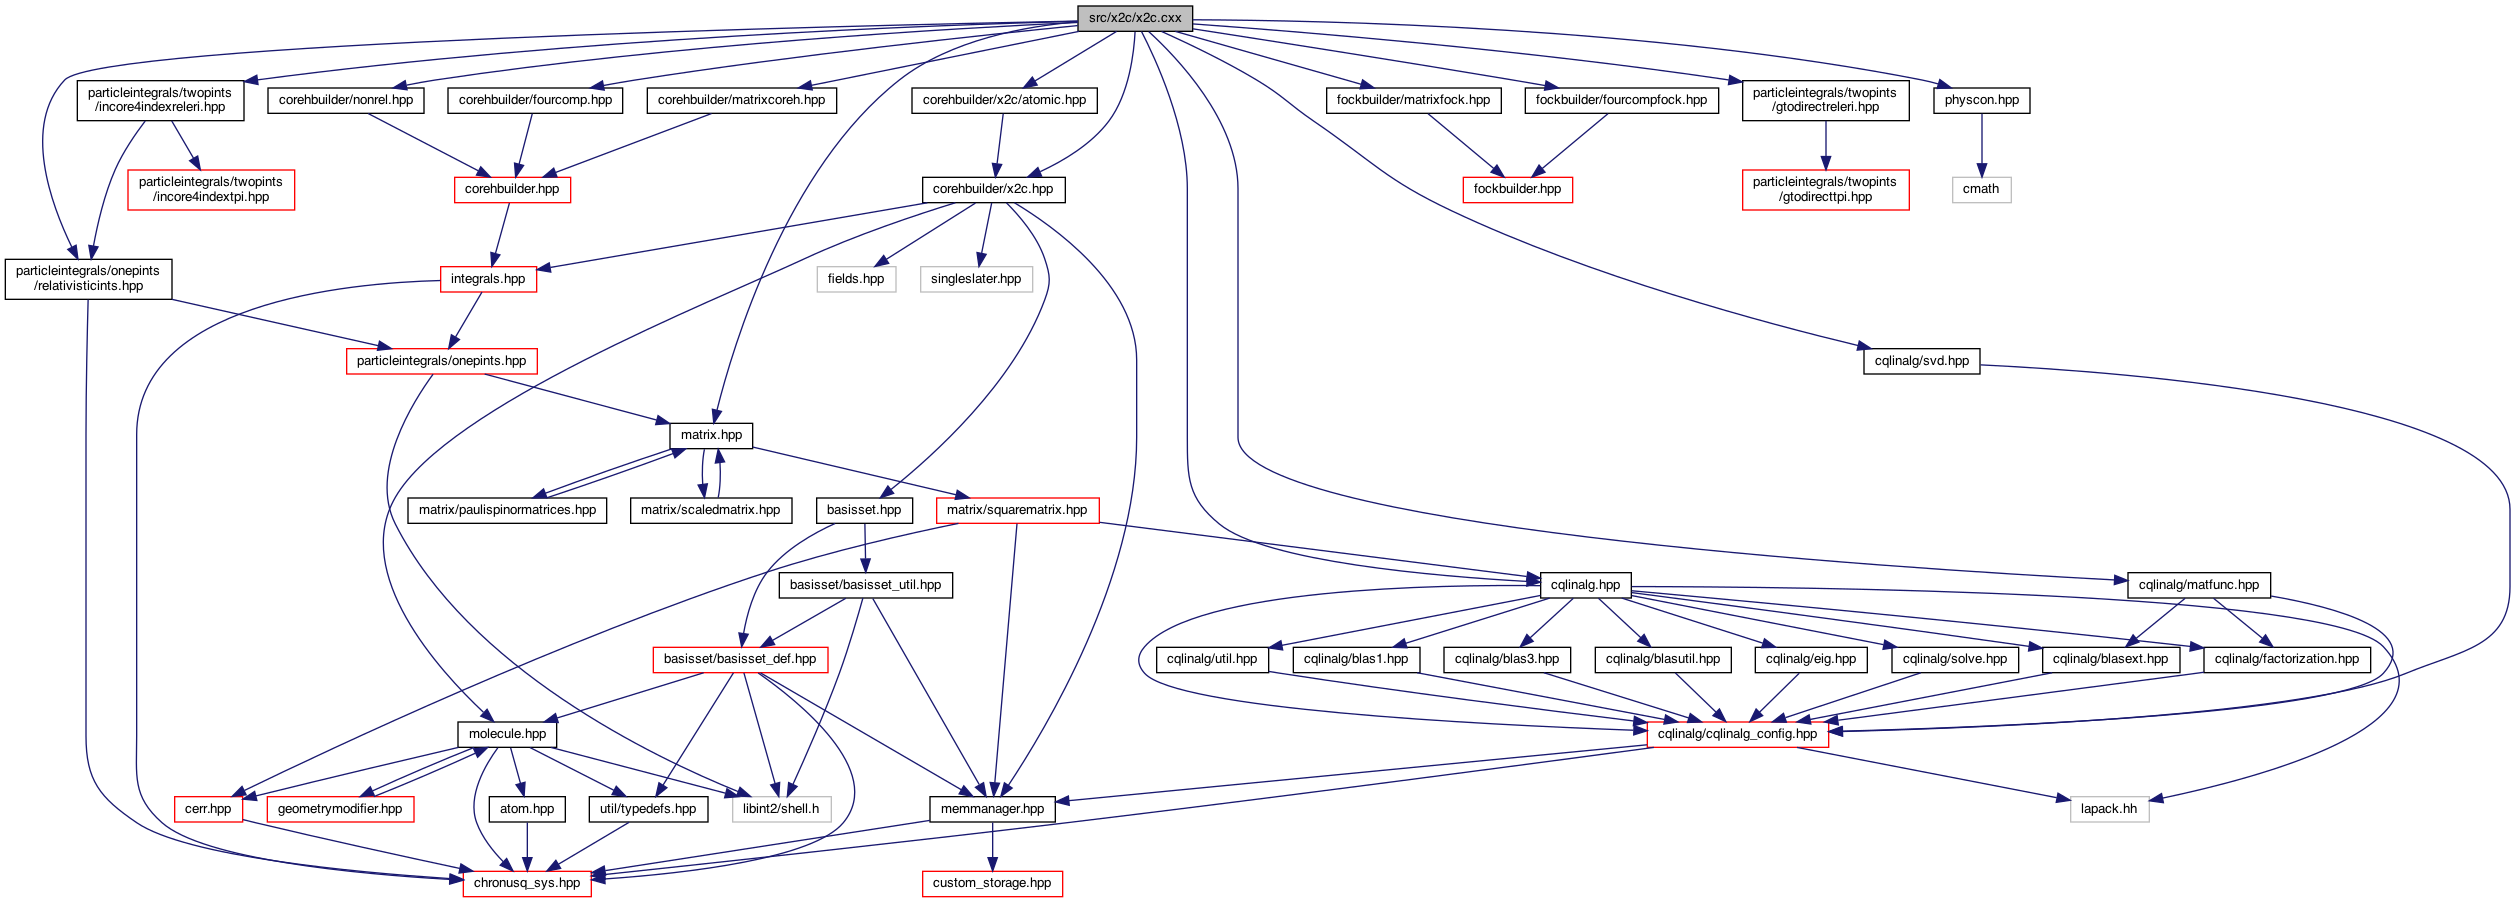 src/x2c/x2c.cxx
particleintegrals/twopints
/incore4indexreleri.hpp
corehbuilder/nonrel.hpp
corehbuilder/fourcomp.hpp
corehbuilder/matrixcoreh.hpp
corehbuilder/x2c/atomic.hpp
fockbuilder/matrixfock.hpp
fockbuilder/fourcompfock.hpp
particleintegrals/twopints
/gtodirectreleri.hpp
physcon.hpp
particleintegrals/twopints
/incore4indextpi.hpp
corehbuilder.hpp
corehbuilder/x2c.hpp
fockbuilder.hpp
particleintegrals/twopints
/gtodirecttpi.hpp
cmath
particleintegrals/onepints
/relativisticints.hpp
integrals.hpp
fields.hpp
singleslater.hpp
particleintegrals/onepints.hpp
cqlinalg/svd.hpp
matrix.hpp
matrix/paulispinormatrices.hpp
matrix/scaledmatrix.hpp
basisset.hpp
matrix/squarematrix.hpp
basisset/basisset_util.hpp
cqlinalg.hpp
cqlinalg/matfunc.hpp
basisset/basisset_def.hpp
cqlinalg/util.hpp
cqlinalg/blas1.hpp
cqlinalg/blas3.hpp
cqlinalg/blasutil.hpp
cqlinalg/eig.hpp
cqlinalg/solve.hpp
cqlinalg/blasext.hpp
cqlinalg/factorization.hpp
molecule.hpp
cqlinalg/cqlinalg_config.hpp
cerr.hpp
geometrymodifier.hpp
atom.hpp
util/typedefs.hpp
libint2/shell.h
memmanager.hpp
lapack.hh
chronusq_sys.hpp
custom_storage.hpp